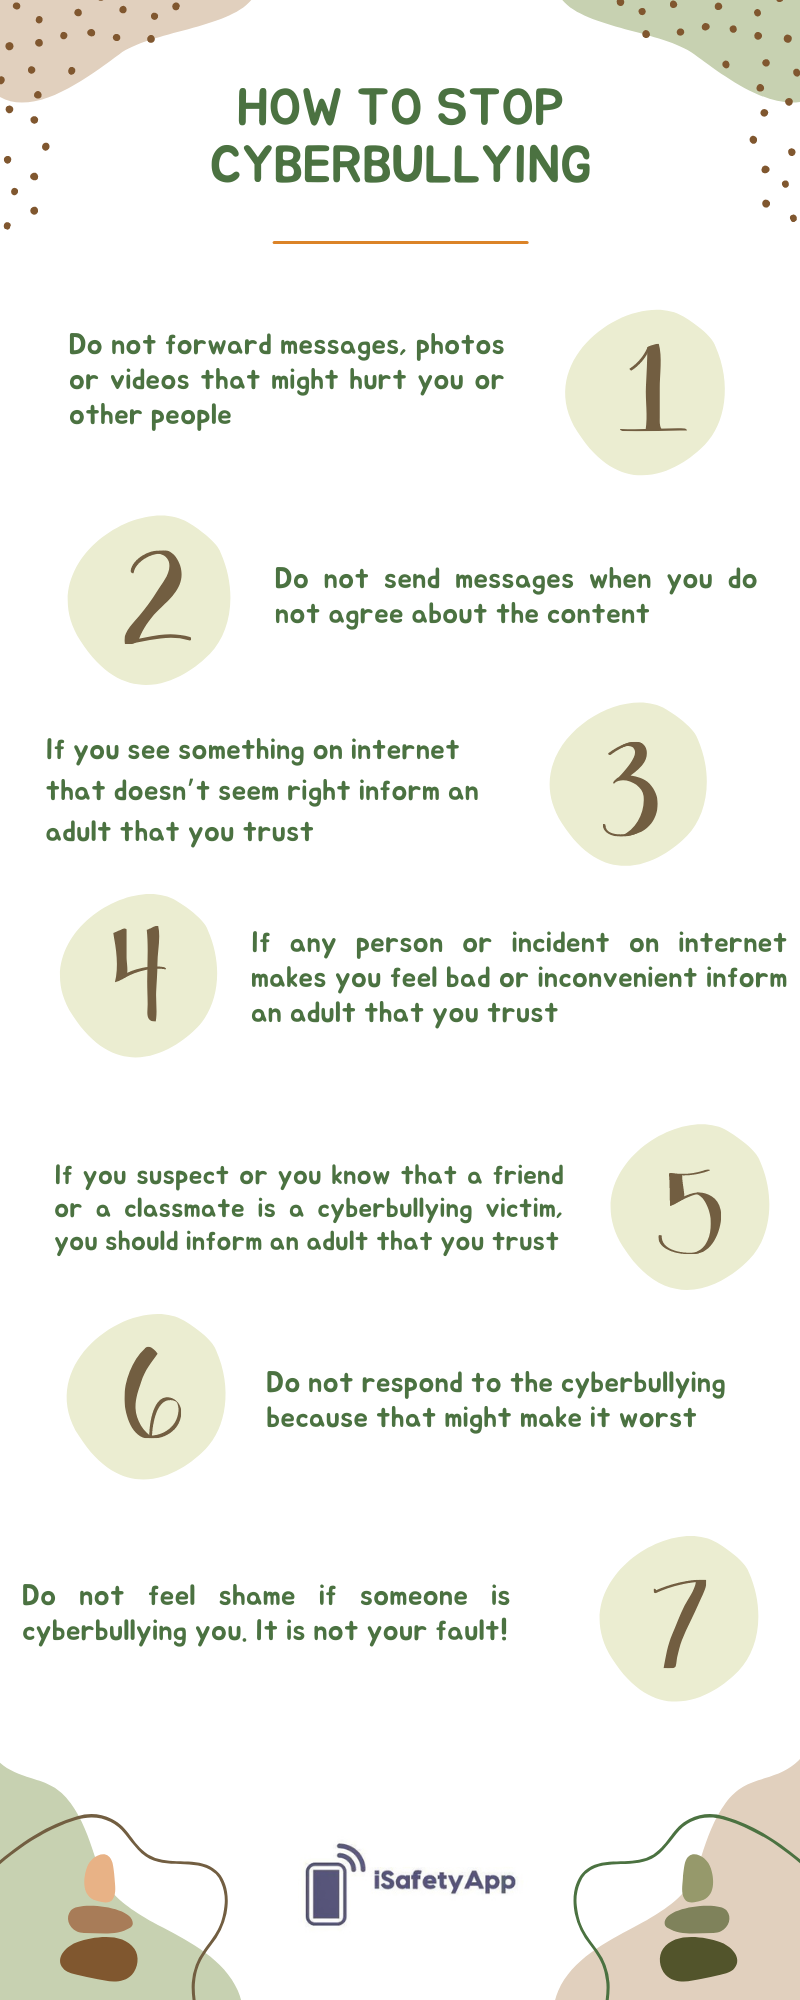 HOW TO STOP
CYBERBULLYING
Do not forward messages, photos
or videos that might hurt you or
other people
1
2
Do not send messages when you do
not agree about the content
If you see something on internet
that doesn't seem right inform an
adult that you trust
3
4
If any person or incident on internet
makes you feel bad or inconvenient inform
an adult that you trust
If you suspect or you know that a friend
or a classmate is a cyberbullying victim,
you should inform an adult that you trust
5
6
Do not respond to the cyberbullying
because that might make it worst
Do not feel shame if someone is
cyberbullying you. It is not your fault!
7
iSafetyApp